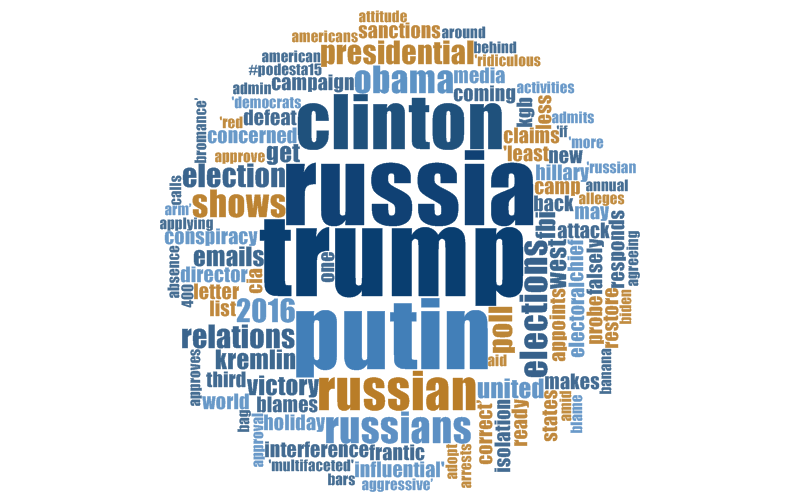 attitude
americans sanctions around
presidential behind
american 'ridiculous
#podesta15
admin campaign obama media
coming activities
'democrats
bromance' 'red defeat clinton kgb less admits
concerned claims 'if
approve get 'least new 'more
election russia hillary 'russian
calls camp annual
arm' shows back alleges
applying may
conspiracy trump fbi attack
absence emails one west chief falsely responds agreeing
director cia
400 letter elections electoral
list 2016 putin poll appoints probe restore biden
relations
kremlin aid
approves third victory russian united makes banana
world blames states amid blame
bag holiday russians correct isolation ready
approval interference frantic
'multifaceted' influential' adopt arrests
bars aggressive'